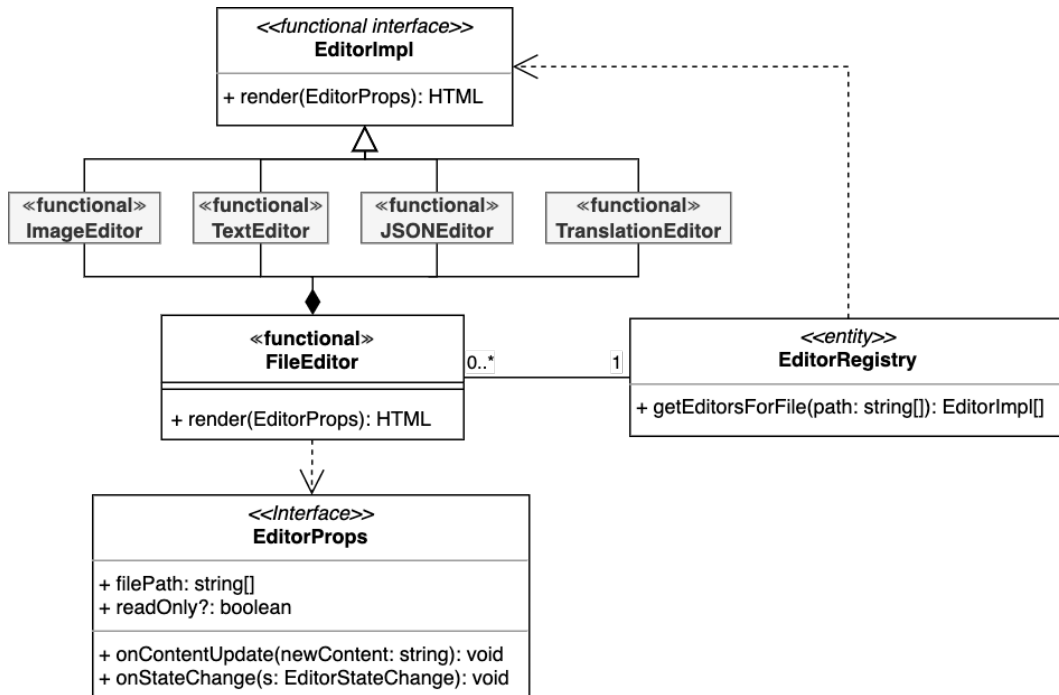 <<functional interface>>
EditorImpl
+ render(EditorProps): HTML
«functional»
ImageEditor
«functional»
TextEditor
«functional»
JSONEditor
«functional»
TranslationEditor
«functional»
FileEditor
+ render(EditorProps): HTML
0..*
1
<<entity>>
EditorRegistry
+ getEditorsForFile(path: string[]): EditorImpl[]
<<Interface>>
EditorProps
+ filePath: string[]
+ readOnly?: boolean
+ onContentUpdate(newContent: string): void
+ onStateChange(s: EditorStateChange): void